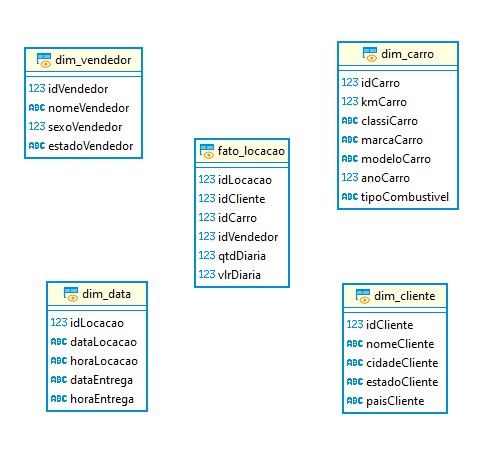 dim_vendedor
123 idVendedor
ABC nomeVendedor
123 sexoVendedor
ABC estadoVendedor
dim_carro
123 idCarro
123 kmCarro
ABC classiCarro
ABC marcaCarro
ABC modeloCarro
123 anoCarro
ABC tipoCombustivel
fato_locacao
123 idLocacao
123 idCliente
123 idCarro
123 idVendedor
123 qtdDiaria
123 vlrDiaria
dim_data
123 idLocacao
ABC dataLocacao
ABC horaLocacao
ABC dataEntrega
ABC horaEntrega
dim_cliente
123 idCliente
ABC nomeCliente
ABC cidadeCliente
ABC estadoCliente
ABC paisCliente